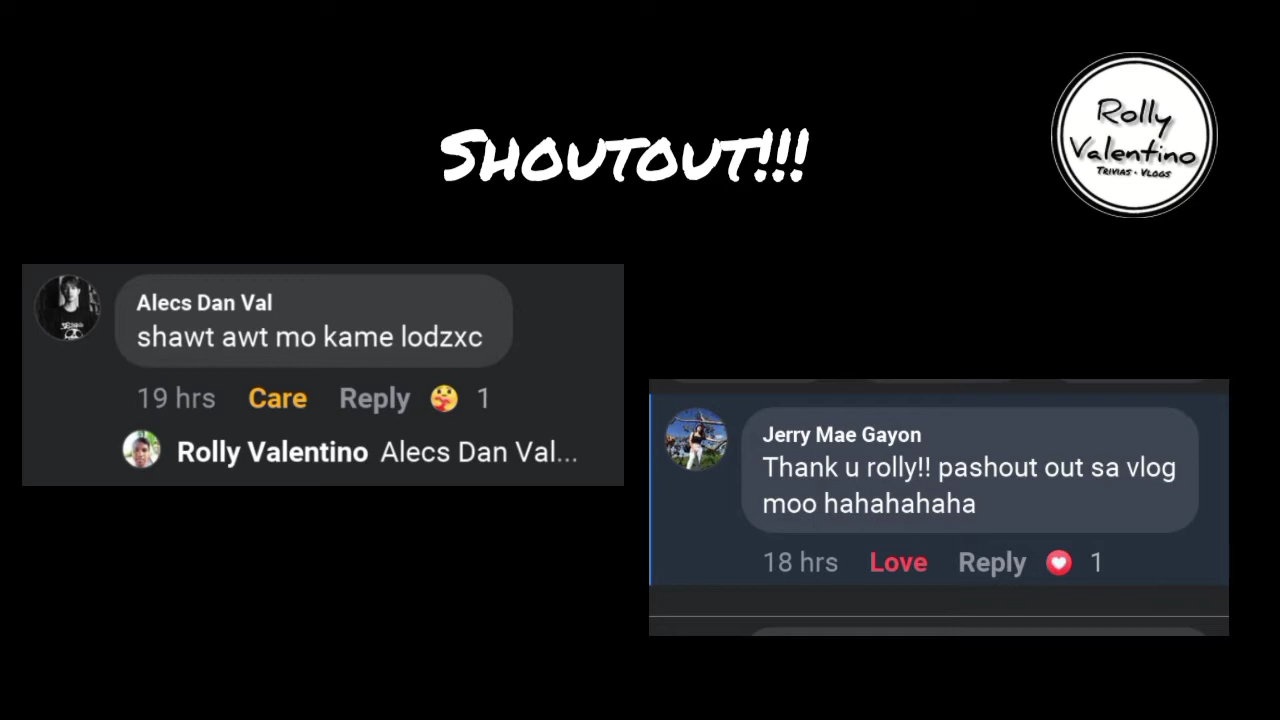 Shoutout!!!
Rolly
Valentino
Trivias • Vlogs
Alecs Dan Val
shawt awt mo kame lodzxc
19 hrs Care Reply 1
Rolly Valentino Alecs Dan Val...
Jerry Mae Gayon
Thank u rolly!! pashout out sa vlog
moo hahahahaha
18 hrs Love Reply 1